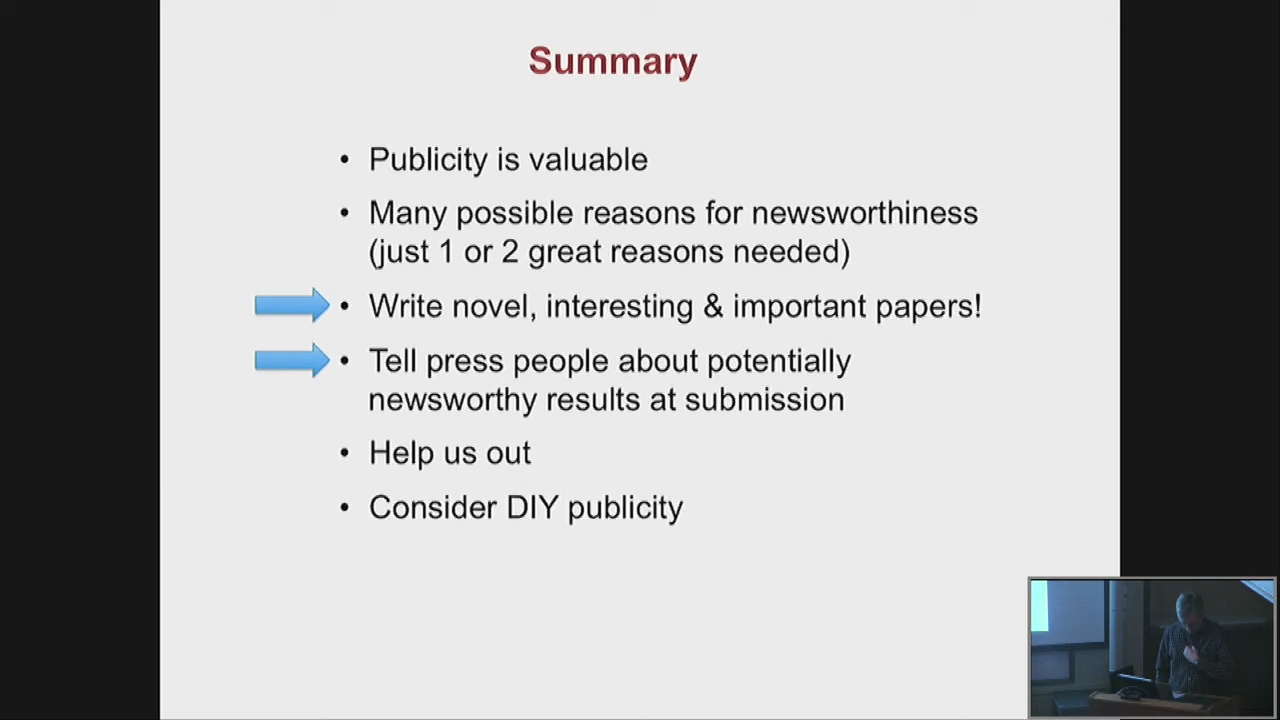 Summary
• Publicity is valuable
• Many possible reasons for newsworthiness
(just 1 or 2 great reasons needed)
• Write novel, interesting & important papers!
• Tell press people about potentially
newsworthy results at submission
• Help us out
• Consider DIY publicity